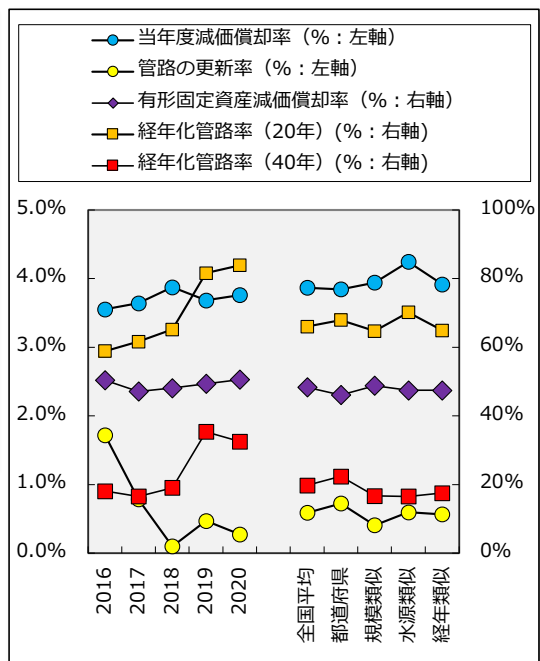 当年度減価償却率（%：左軸）
管路の更新率（%：左軸）
有形固定資産減価償却率（%：右軸）
経年化管路率（20年）(%：右軸)
経年化管路率（40年）(%：右軸)
5.0%
4.0%
3.0%
2.0%
1.0%
0.0%
100%
80%
60%
40%
20%
0%
2016
2017
2018
2019
2020
全国平均
都道府県
規模類似
水源類似
経年類似